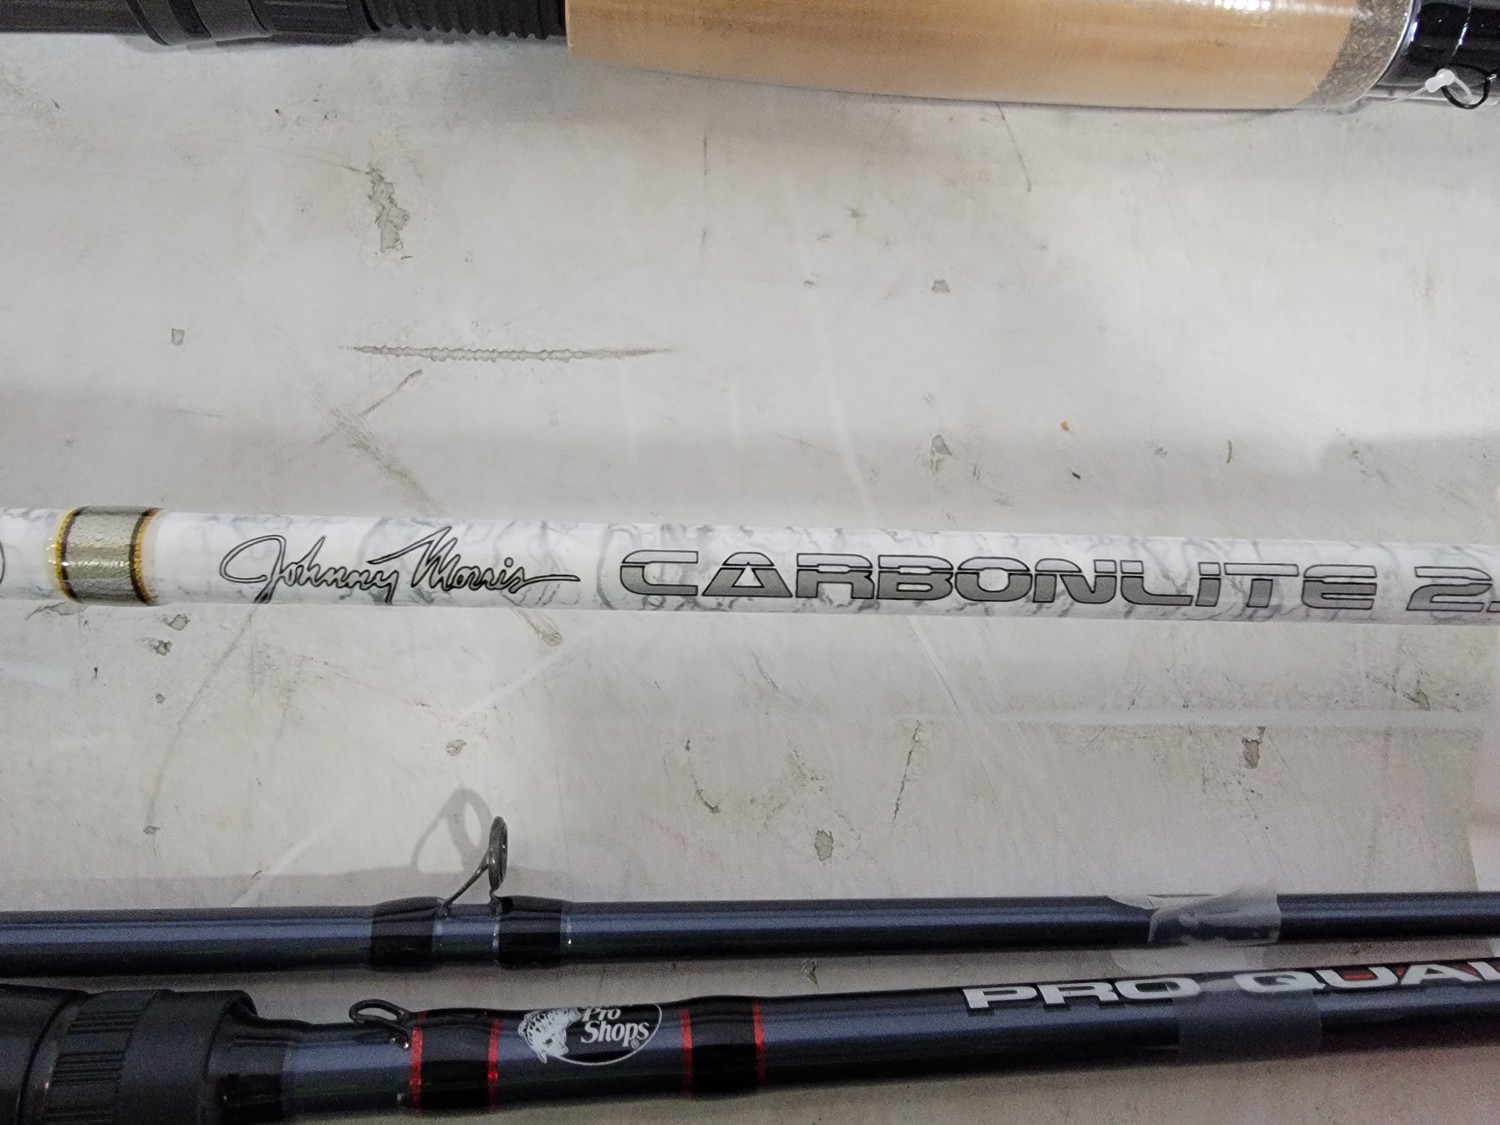 Johnny Morris CARBONLITE 2.
Pro
Shops
PRO QUAL